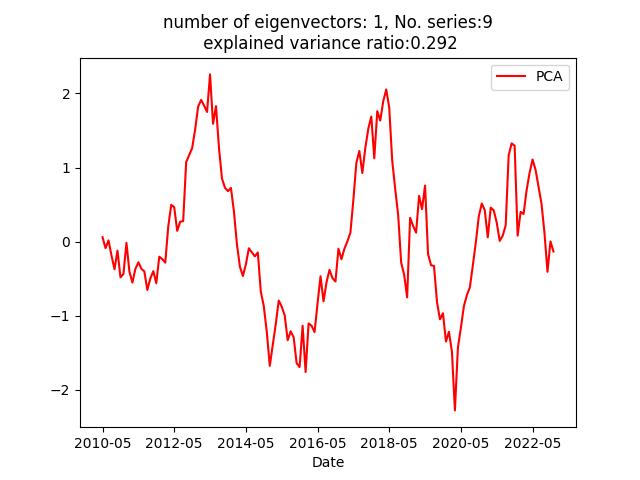 number of eigenvectors: 1, No. series:9
explained variance ratio:0.292
PCA
2
1
0
−1
−2
2010-05 2012-05 2014-05 2016-05 2018-05 2020-05 2022-05
Date